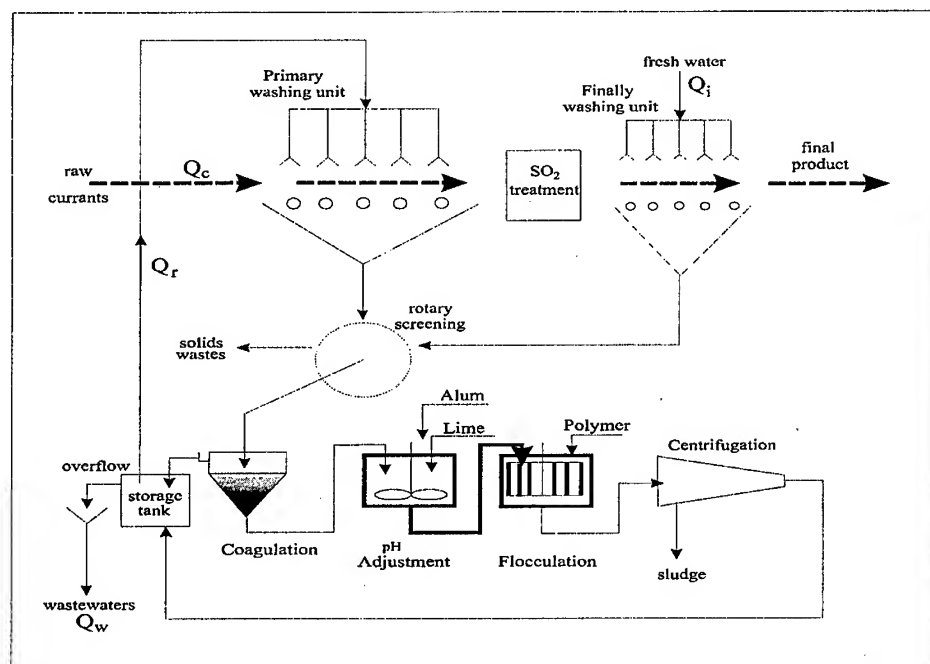 Primary
washing unit
fresh water
Qi
Finally
washing unit
raw
currants
Qc
SO2
treatment
final
product
Qr
rotary
screening
solids
wastes
Alum
Lime
Polymer
Centrifugation
overflow
storage
tank
Coagulation
pH
Adjustment
Flocculation
sludge
wastewaters
Qw